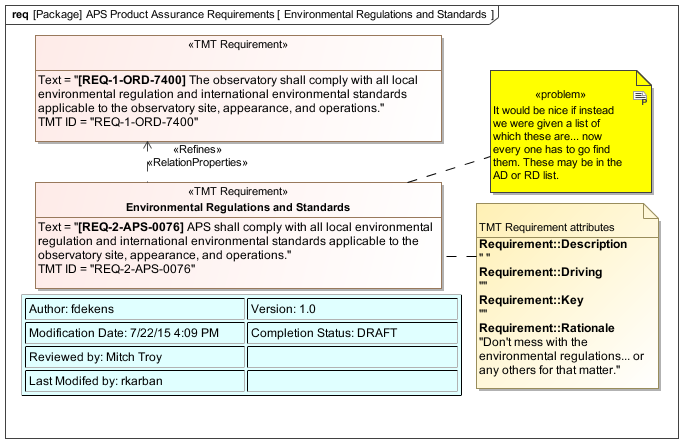 req [Package] APS Product Assurance Requirements [ Environmental Regulations and Standards ]
«TMT Requirement»
Text = "[REQ-1-ORD-7400] The observatory shall comply with all local
environmental regulation and international environmental standards
applicable to the observatory site, appearance, and operations."
TMT ID = "REQ-1-ORD-7400"
«Refines»
«RelationProperties»
«problem»
It would be nice if instead
we were given a list of
which these are... now
every one has to go find
them. These may be in the
AD or RD list.
«TMT Requirement»
Environmental Regulations and Standards
Text = "[REQ-2-APS-0076] APS shall comply with all local environmental
regulation and international environmental standards applicable to the
observatory site, appearance, and operations."
TMT ID = "REQ-2-APS-0076"
TMT Requirement attributes
Requirement::Description
" "
Requirement::Driving
""
Requirement::Key
""
Requirement::Rationale
"Don't mess with the
environmental regulations... or
any others for that matter."
Author: fdekens
Version: 1.0
Modification Date: 7/22/15 4:09 PM
Completion Status: DRAFT
Reviewed by: Mitch Troy
Last Modifed by: rkarban